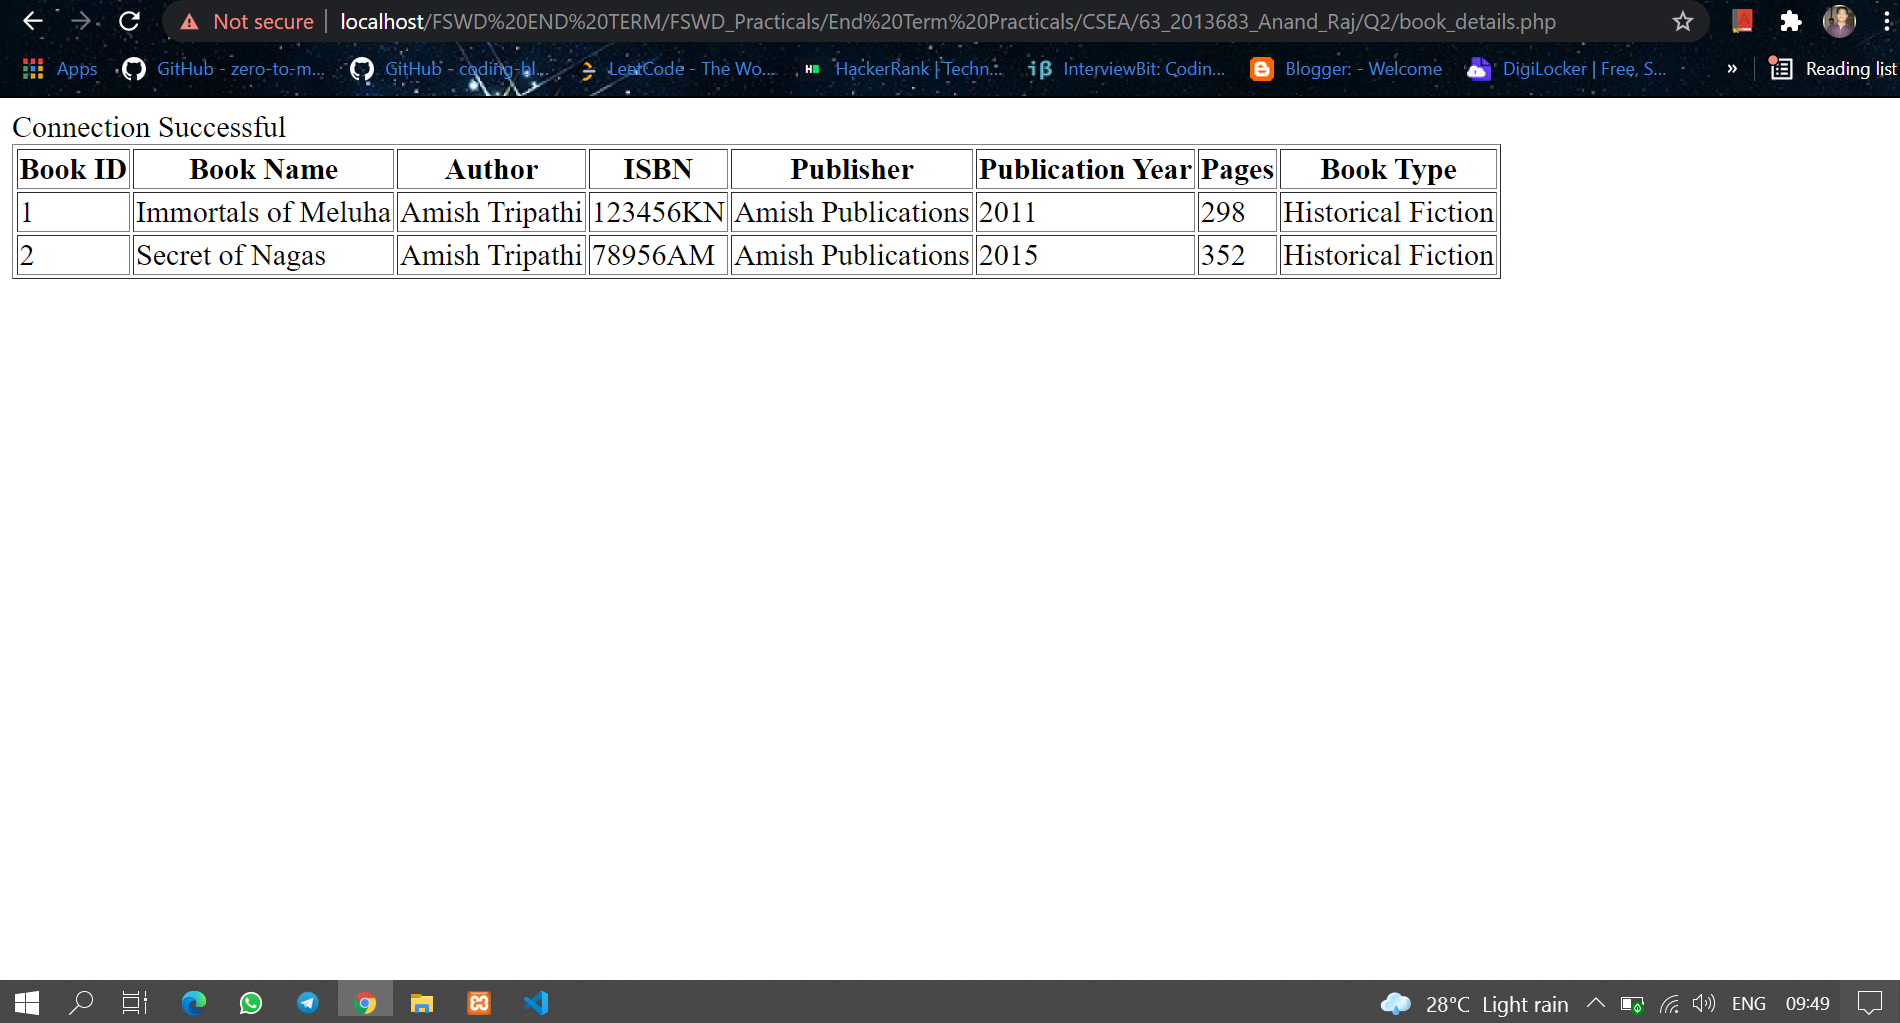 Not secure | localhost/FSWD%20END%20TERM/FSWD_Practicals/End%20Term%20Practicals/CSEA/63_2013683_Anand_Raj/Q2/book_details.php
Apps GitHub - zero-to-m... GitHub - coding-bl... LeetCode - The Wo... HackerRank | Techn... InterviewBit: Codin... Blogger: - Welcome DigiLocker | Free, S... » Reading list
Connection Successful
Book ID Book Name Author ISBN Publisher Publication Year Pages Book Type
1 Immortals of Meluha Amish Tripathi 123456KN Amish Publications 2011 298 Historical Fiction
2 Secret of Nagas Amish Tripathi 78956AM Amish Publications 2015 352 Historical Fiction
28°C Light rain ENG 09:49